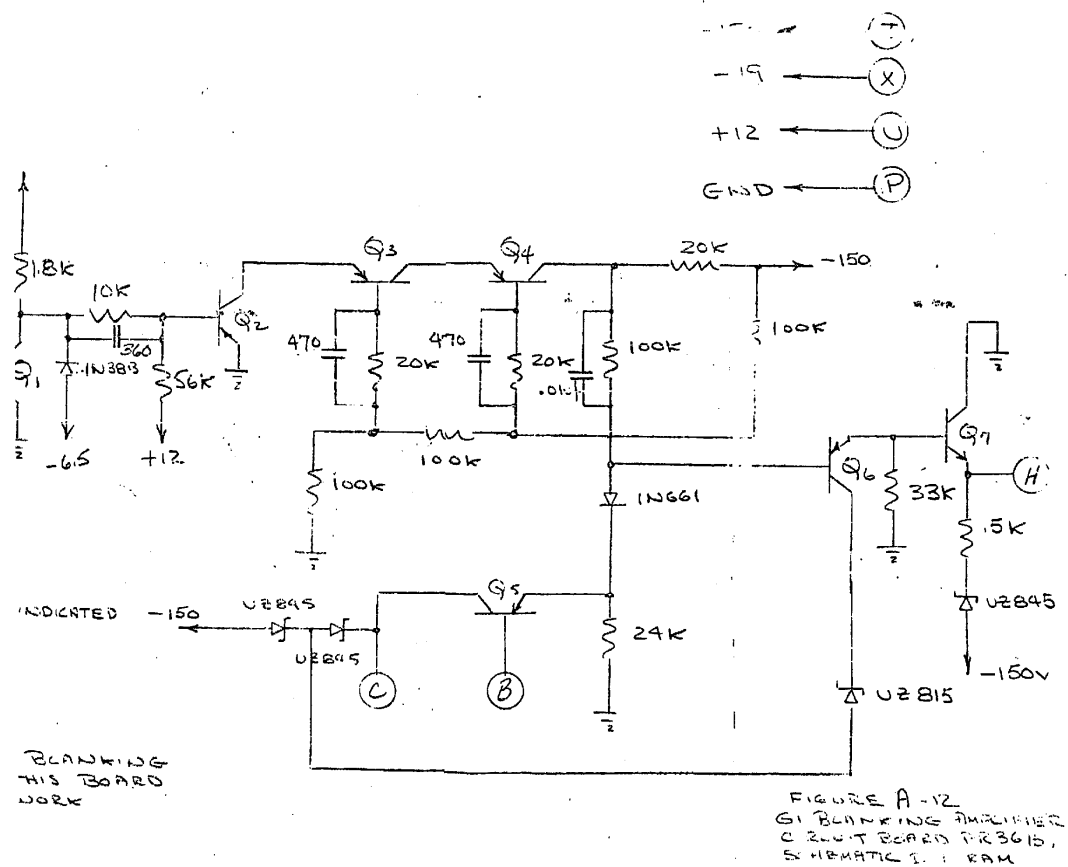 -19 X
+12 U
GND P
1.8K
Q3
Q4
20K
-150
10K
Q2
360
1N383
56K
Q1
-6.5
+12
470
20K
470
20K
.01
100K
100K
100K
100K
1N661
Q6
Q7
33K
H
.5K
UZ845
-150V
INDICATED -150
UZ845
UZ845
Q5
24K
C
B
UZ815
BLANKING
THIS BOARD
WORK
FIGURE A-12
G1 BLANKING AMPLIFIER
CIRCUIT BOARD